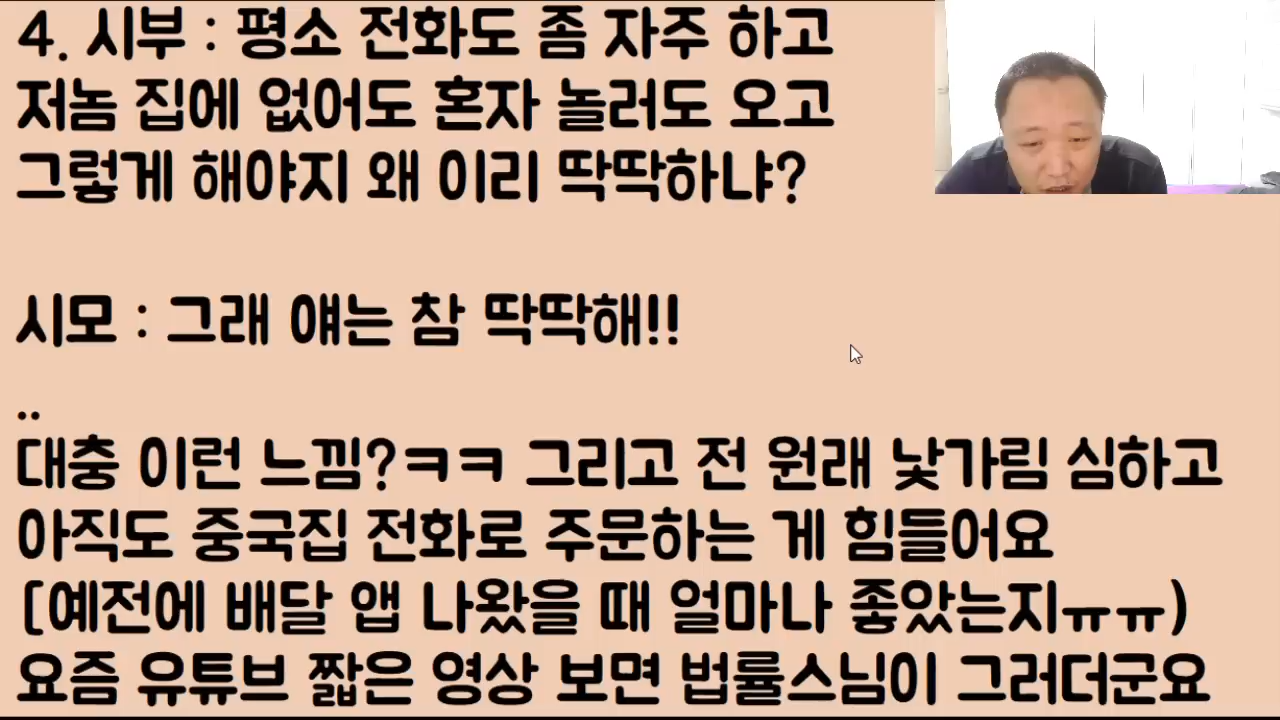 4. 시부 : 평소 전화도 좀 자주 하고
저놈 집에 없어도 혼자 놀러도 오고
그렇게 해야지 왜 이리 딱딱하냐?
시모 : 그래 얘는 참 딱딱해!!
..
대충 이런 느낌?ㅋㅋ 그리고 전 원래 낯가림 심하고
아직도 중국집 전화로 주문하는 게 힘들어요
[예전에 배달 앱 나왔을 때 얼마나 좋았는지ㅠㅠ)
요즘 유튜브 짧은 영상 보면 법률스님이 그러더군요